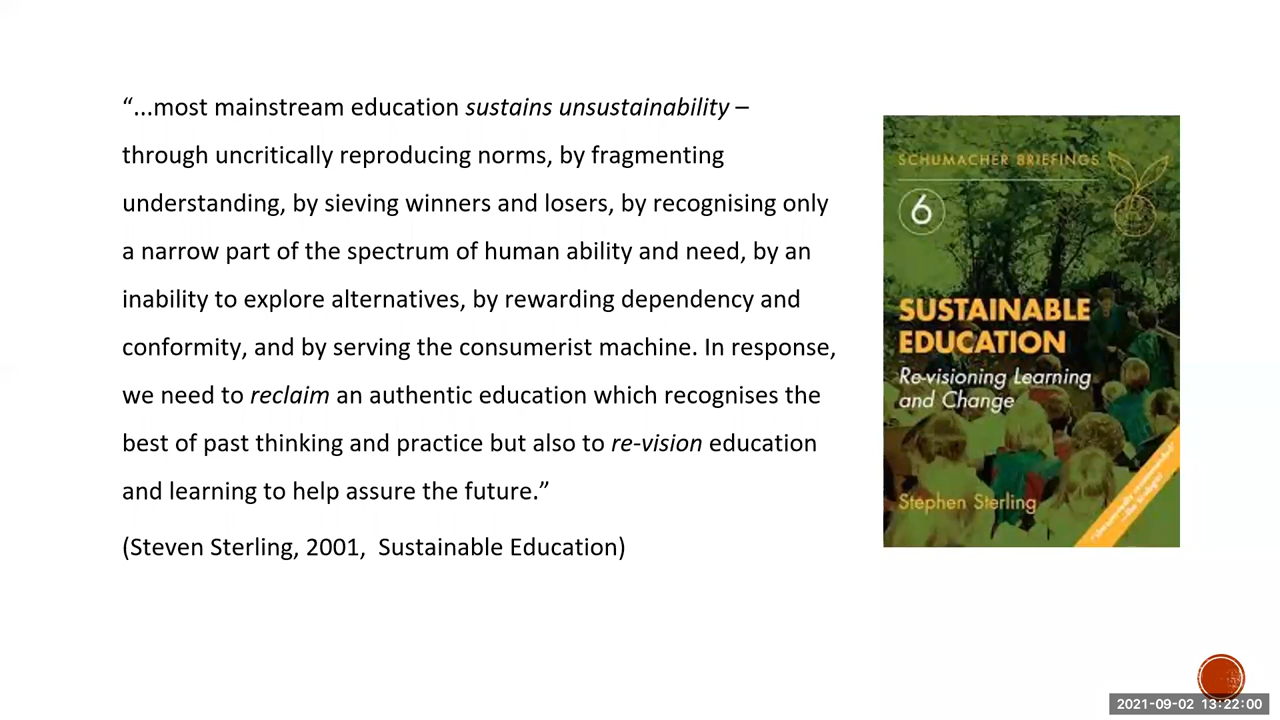 “...most mainstream education sustains unsustainability –
through uncritically reproducing norms, by fragmenting
understanding, by sieving winners and losers, by recognising only
a narrow part of the spectrum of human ability and need, by an
inability to explore alternatives, by rewarding dependency and
conformity, and by serving the consumerist machine. In response,
we need to reclaim an authentic education which recognises the
best of past thinking and practice but also to re-vision education
and learning to help assure the future.”
(Steven Sterling, 2001,  Sustainable Education)
SCHUMACHER BRIEFINGS
6
SUSTAINABLE
EDUCATION
Re-visioning Learning
and Change
Stephen Sterling
2021-09-02 13:22:00